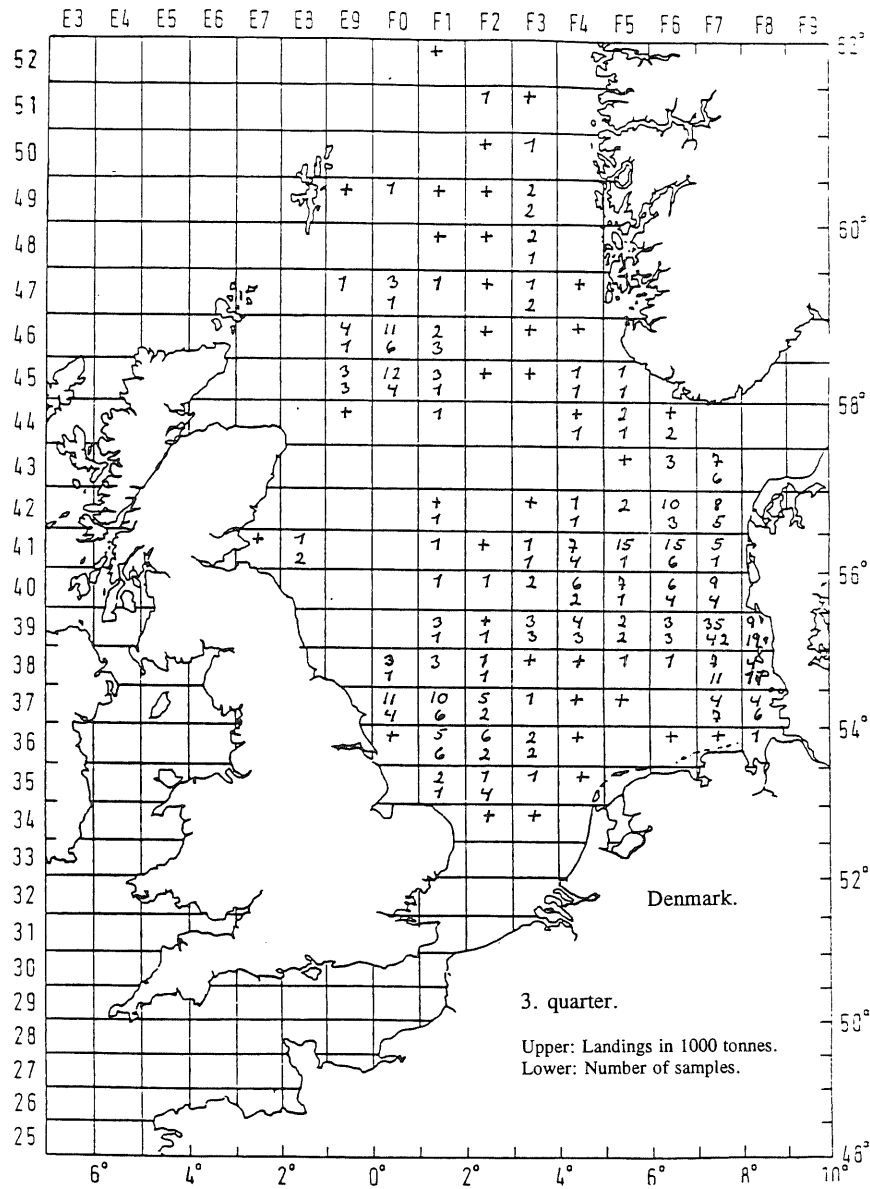 E3 E4 E5 E6 E7 E8 E9 F0 F1 F2 F3 F4 F5 F6 F7 F8 F9
52 +
51 1 +
50 + 1
49 + 1 + + 2
2
48 + + 2
1
60°
47 1 3 1 + 1 +
1 2
46 4 11 2 + + +
1 6 3
45 3 12 3 + + 1 1
3 4 1 1 1
58°
44 + 1 + 2 +
1 1 2
43 + 3 7
6
42 + + 1 2 10 8
1 1 3 5
41 + 1 1 + 1 7 15 15 5
2 1 4 1 6 1
56°
40 1 1 2 6 7 6 9
2 1 4 4
39 3 + 3 4 2 3 35 9
1 1 3 3 2 3 42 19
38 3 3 1 + + 1 1 7 4
1 1 11
37 11 10 5 1 + + 4 4
4 6 2 7 6
54°
36 + 5 6 2 + + + 1
6 2 2
35 2 1 1 +
1 4
34 + +
33
32
52°
Denmark.
31
30
29
3. quarter.
50°
28
Upper: Landings in 1000 tonnes.
27
Lower: Number of samples.
26
25
6° 4° 2° 0° 2° 4° 6° 8° 10°